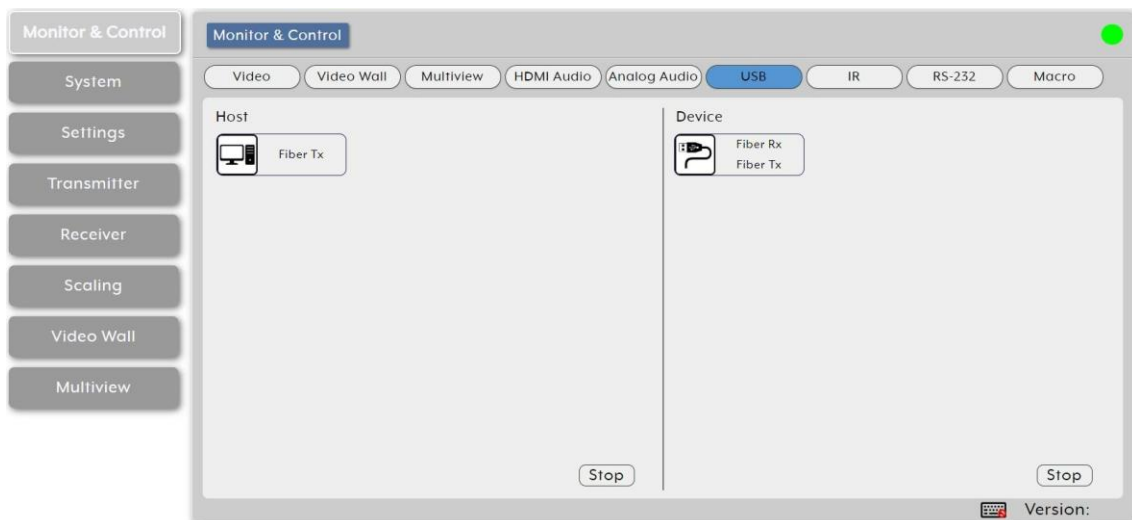 Monitor & Control
System
Settings
Transmitter
Receiver
Scaling
Video Wall
Multiview
Monitor & Control
Video Video Wall Multiview HDMI Audio Analog Audio USB IR RS-232 Macro
Host
Fiber Tx
Stop
Device
Fiber Rx
Fiber Tx
Stop
Version: